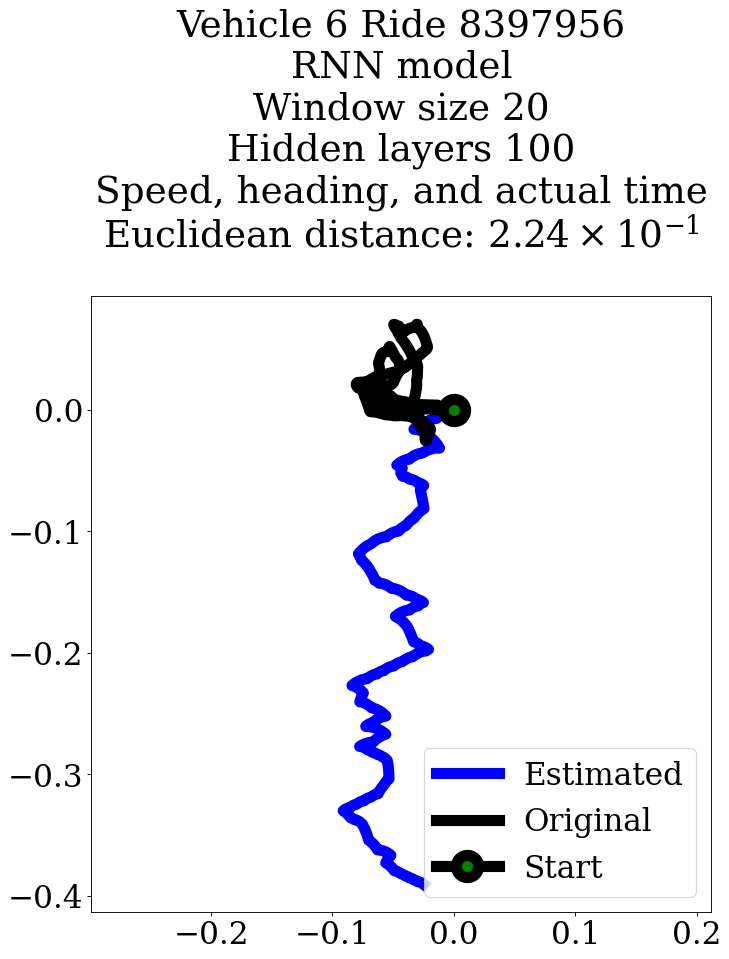 Vehicle 6 Ride 8397956
RNN model
Window size 20
Hidden layers 100
Speed, heading, and actual time
Euclidean distance: 2.24 × 10⁻¹
0.0
−0.1
−0.2
−0.3
−0.4
Estimated
Original
Start
−0.2 −0.1 0.0 0.1 0.2